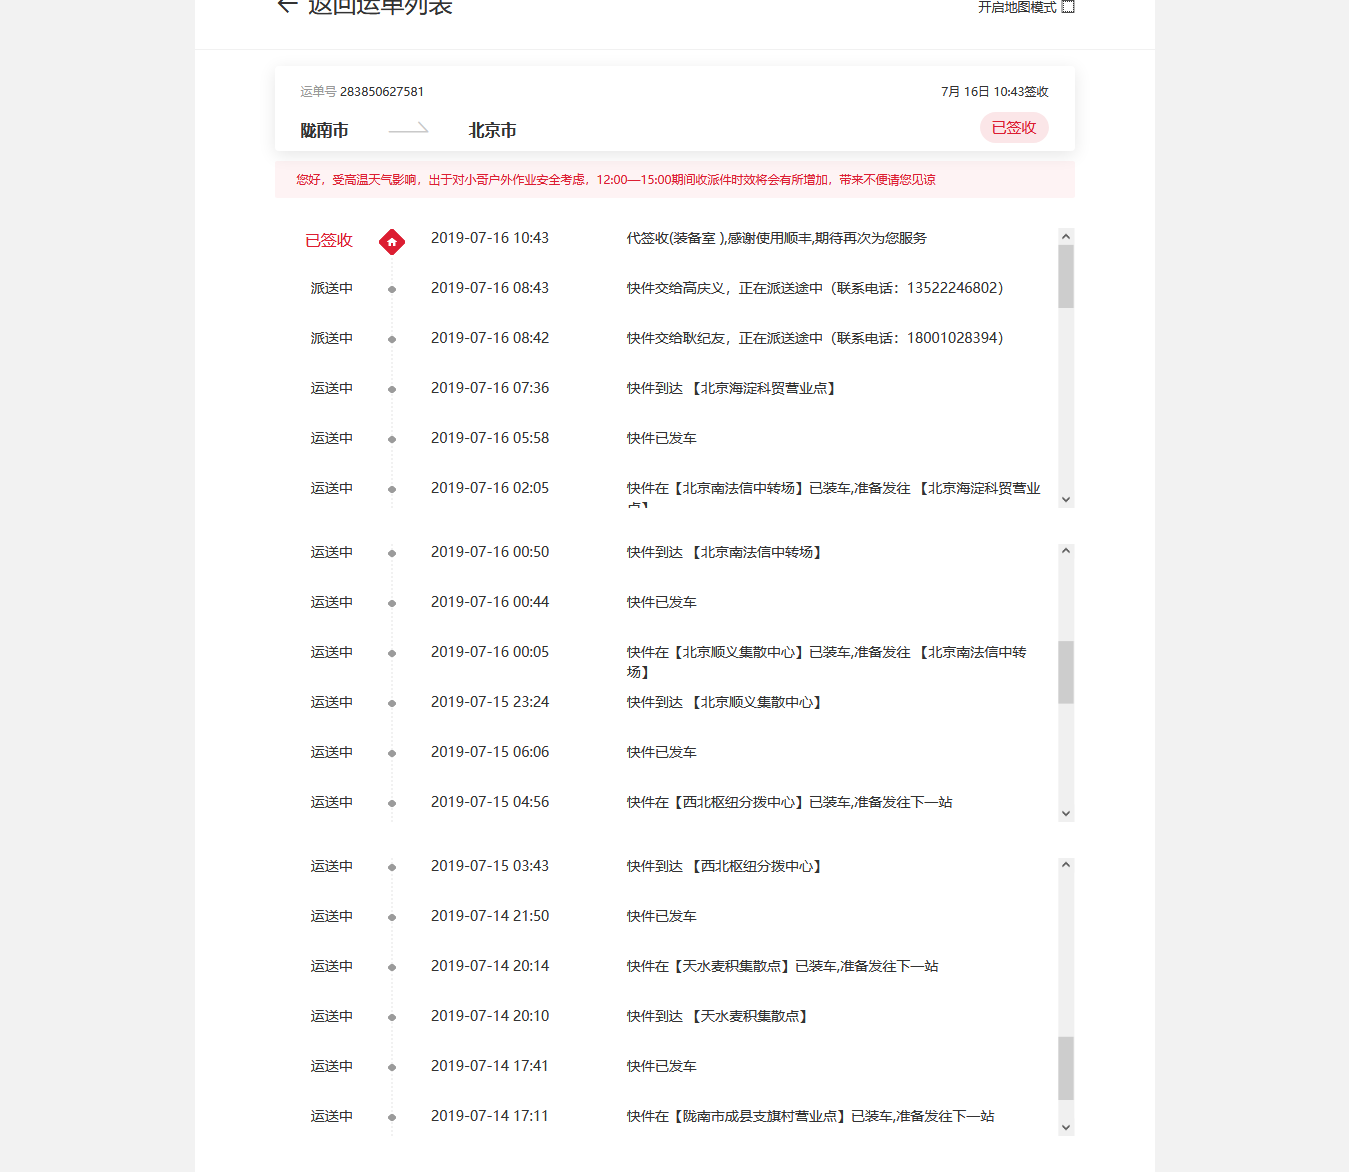 返回运单列表
开启地图模式
运单号 283850627581
7月 16日 10:43签收
陇南市
北京市
已签收
您好，受高温天气影响，出于对小哥户外作业安全考虑，12:00—15:00期间收派件时效将会有所增加，带来不便请您见谅
已签收 2019-07-16 10:43 代签收(装备室 ),感谢使用顺丰,期待再次为您服务
派送中 2019-07-16 08:43 快件交给高庆义，正在派送途中（联系电话：13522246802）
派送中 2019-07-16 08:42 快件交给耿纪友，正在派送途中（联系电话：18001028394）
运送中 2019-07-16 07:36 快件到达 【北京海淀科贸营业点】
运送中 2019-07-16 05:58 快件已发车
运送中 2019-07-16 02:05 快件在【北京南法信中转场】已装车,准备发往 【北京海淀科贸营业
点】
运送中 2019-07-16 00:50 快件到达 【北京南法信中转场】
运送中 2019-07-16 00:44 快件已发车
运送中 2019-07-16 00:05 快件在【北京顺义集散中心】已装车,准备发往 【北京南法信中转
场】
运送中 2019-07-15 23:24 快件到达 【北京顺义集散中心】
运送中 2019-07-15 06:06 快件已发车
运送中 2019-07-15 04:56 快件在【西北枢纽分拨中心】已装车,准备发往下一站
运送中 2019-07-15 03:43 快件到达 【西北枢纽分拨中心】
运送中 2019-07-14 21:50 快件已发车
运送中 2019-07-14 20:14 快件在【天水麦积集散点】已装车,准备发往下一站
运送中 2019-07-14 20:10 快件到达 【天水麦积集散点】
运送中 2019-07-14 17:41 快件已发车
运送中 2019-07-14 17:11 快件在【陇南市成县支旗村营业点】已装车,准备发往下一站